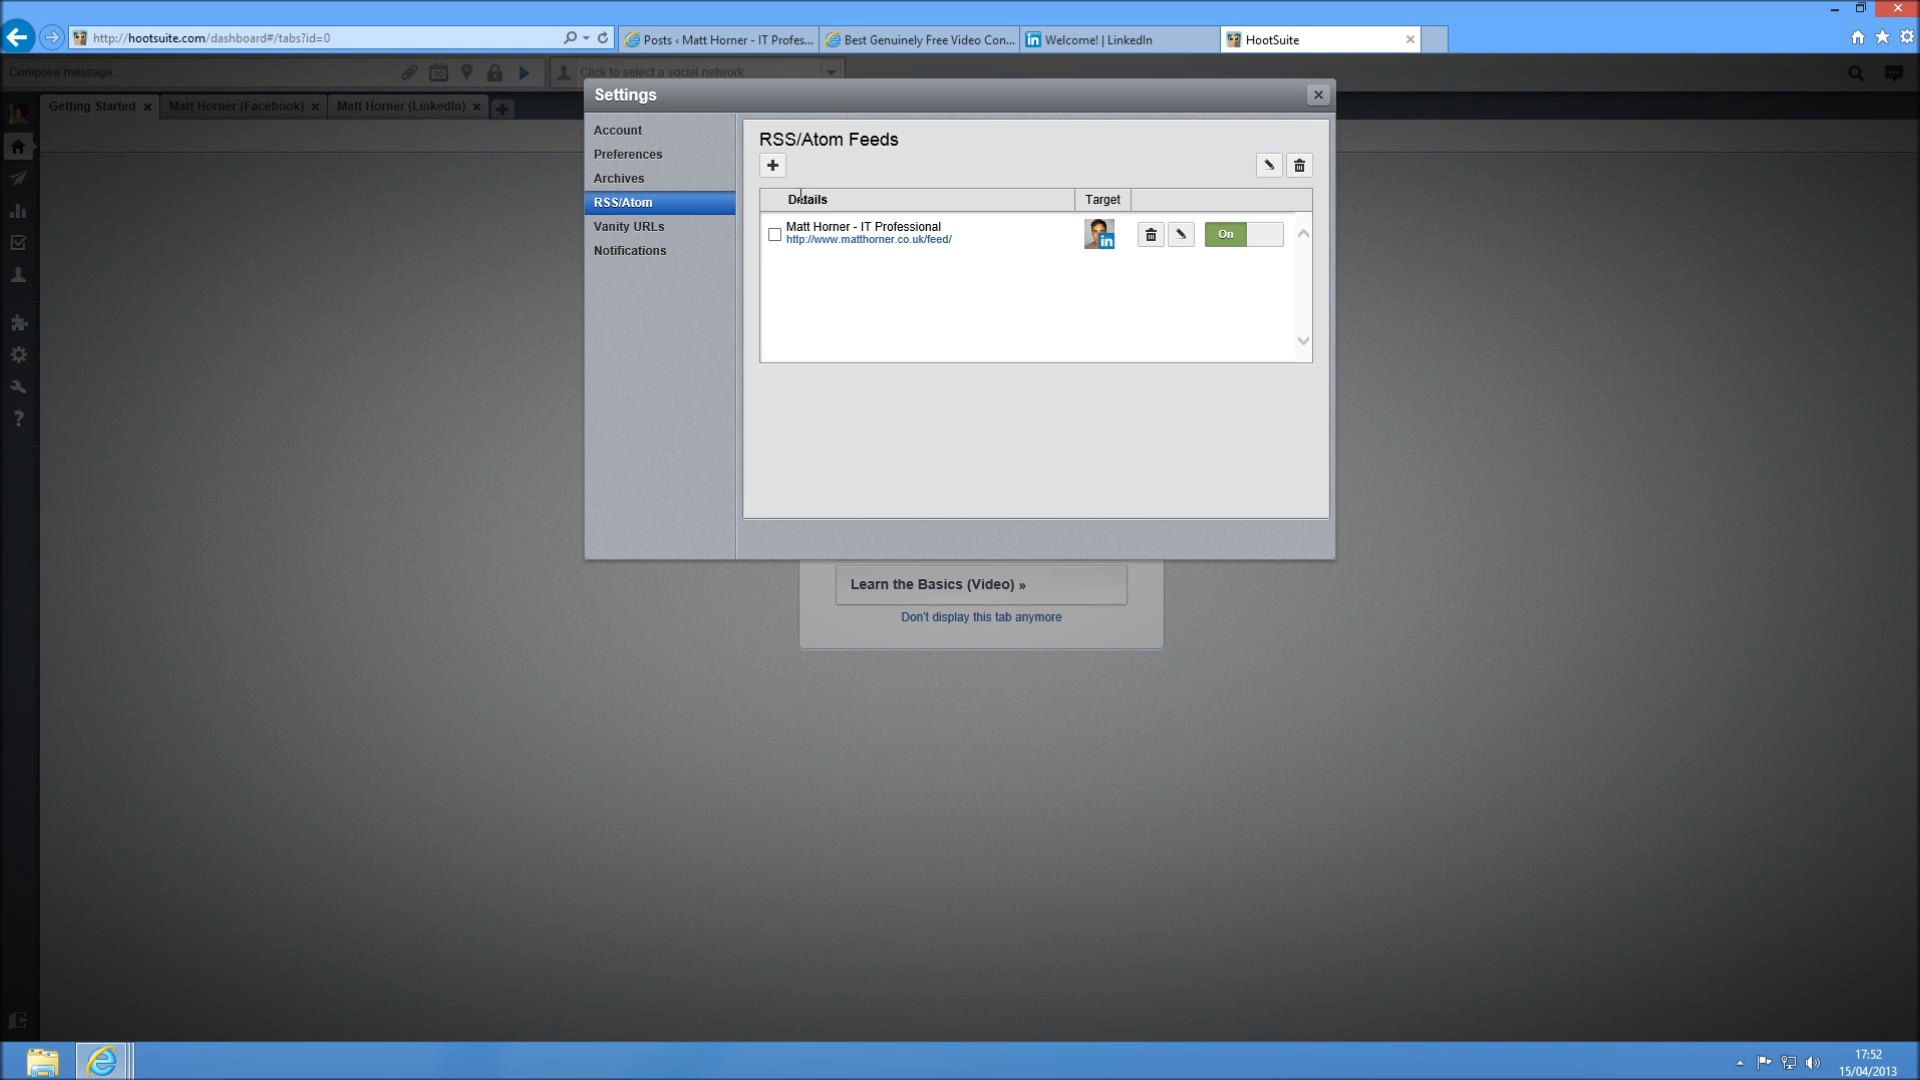 http://hootsuite.com/dashboard#/tabs?id=0
Posts ‹ Matt Horner - IT Profes...
Best Genuinely Free Video Con...
Welcome! | LinkedIn
HootSuite
Compose message...
Click to select a social network
Getting Started
Matt Horner (Facebook)
Matt Horner (LinkedIn)
Settings
Account
Preferences
Archives
RSS/Atom
Vanity URLs
Notifications
RSS/Atom Feeds
Details
Target
Matt Horner - IT Professional
http://www.matthorner.co.uk/feed/
On
Learn the Basics (Video) »
Don't display this tab anymore
17:52
15/04/2013